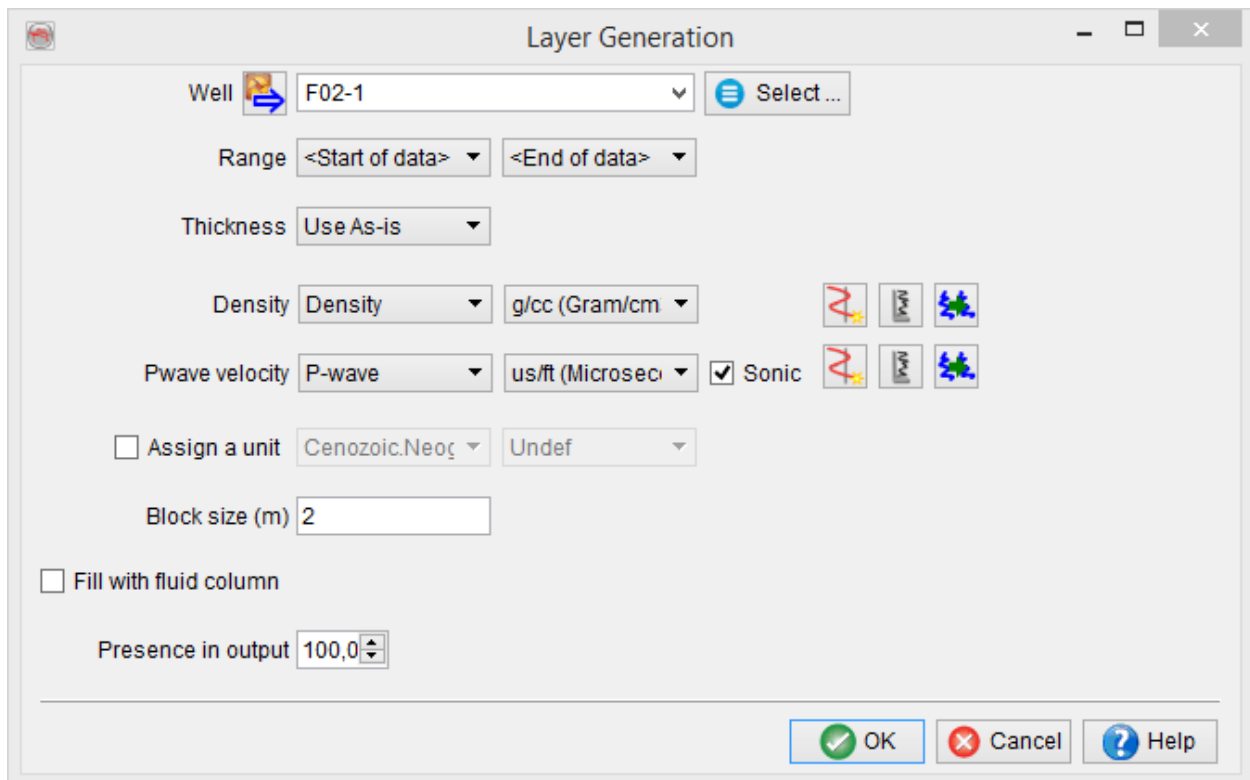 Layer Generation
Well F02-1 Select ...
Range <Start of data> <End of data>
Thickness Use As-is
Density Density g/cc (Gram/cm
Pwave velocity P-wave us/ft (Microsec Sonic
Assign a unit Cenozoic.Neog Undef
Block size (m) 2
Fill with fluid column
Presence in output 100,0
OK Cancel Help